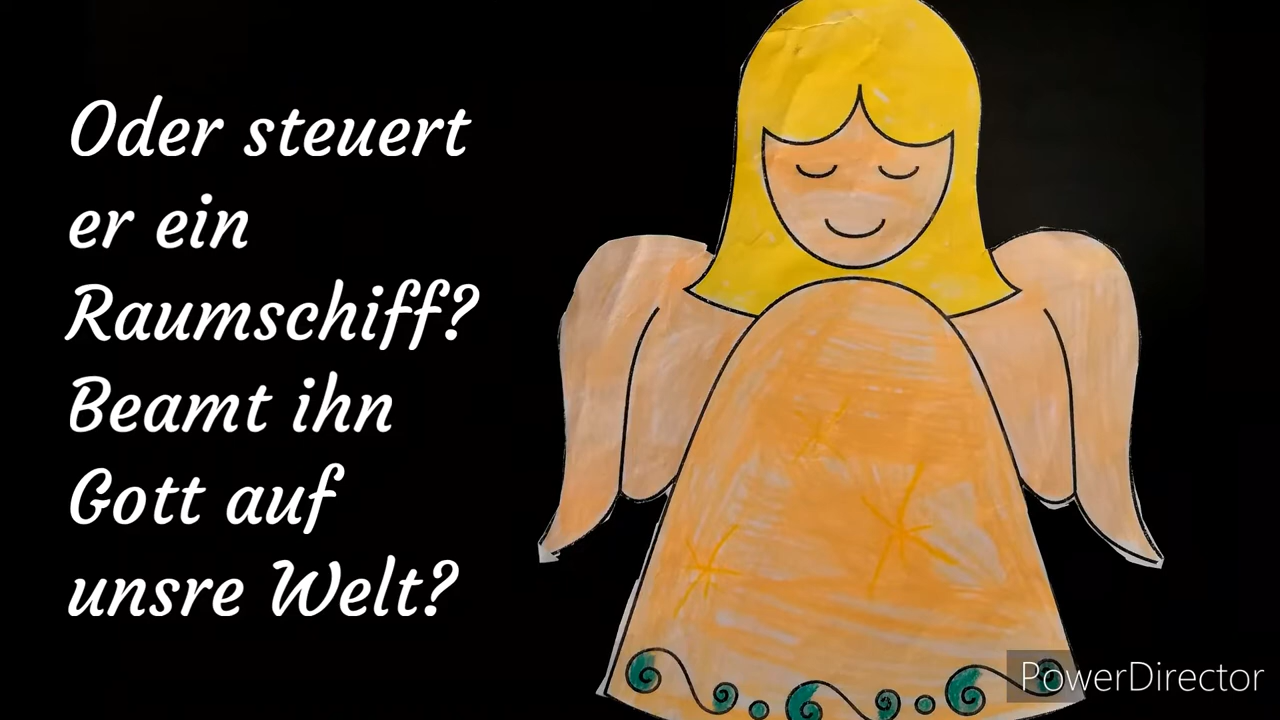 Oder steuert
er ein
Raumschiff?
Beamt ihn
Gott auf
unsre Welt?
PowerDirector